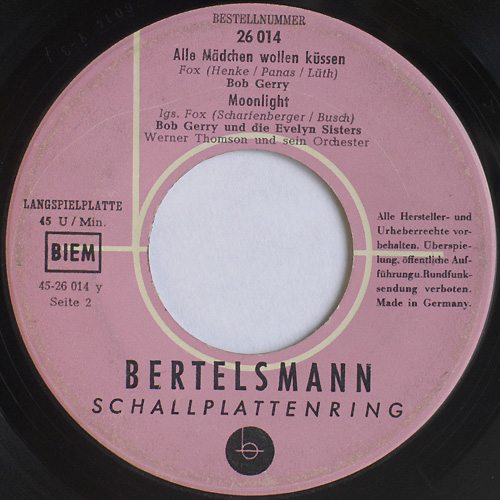 BESTELLNUMMER
26 014
Alle Mädchen wollen küssen
Fox (Henke / Panas / Lüth)
Bob Gerry
Moonlight
lgs. Fox (Scharfenberger / Busch)
Bob Gerry und die Evelyn Sisters
Werner Thomson und sein Orchester
LANGSPIELPLATTE
45 U / Min.
BIEM
45-26 014 y
Seite 2
Alle Hersteller- und
Urheberrechte vor-
behalten. Überspie-
lung, öffentliche Auf-
führung u. Rundfunk-
sendung verboten.
Made in Germany.
BERTELSMANN
SCHALLPLATTENRING